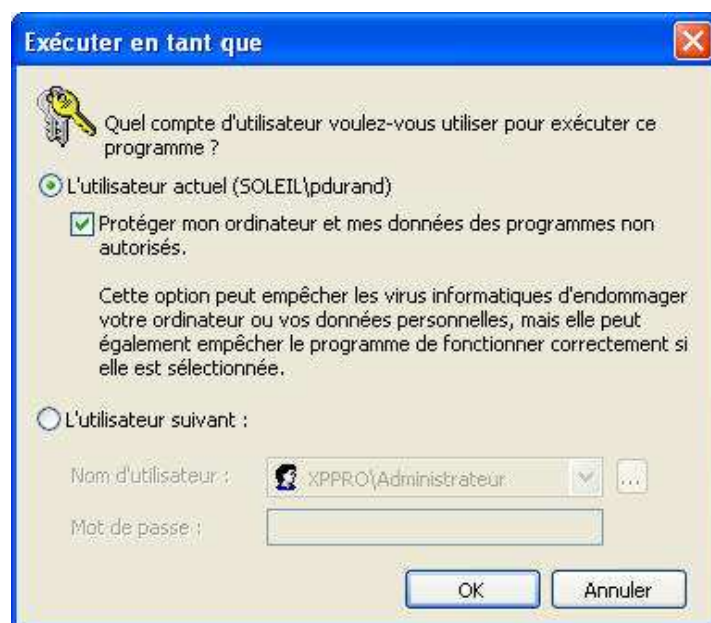 Exécuter en tant que
Quel compte d'utilisateur voulez-vous utiliser pour exécuter ce
programme ?
L'utilisateur actuel (SOLEIL\pdurand)
Protéger mon ordinateur et mes données des programmes non
autorisés.
Cette option peut empêcher les virus informatiques d'endommager
votre ordinateur ou vos données personnelles, mais elle peut
également empêcher le programme de fonctionner correctement si
elle est sélectionnée.
L'utilisateur suivant :
Nom d'utilisateur : XPPRO\Administrateur ...
Mot de passe :
OK Annuler